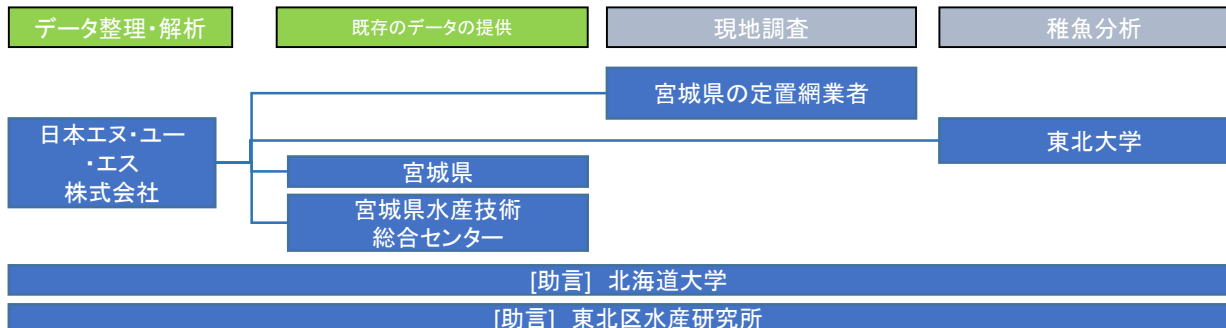 データ整理・解析
既存のデータの提供
現地調査
稚魚分析
宮城県の定置網業者
日本エヌ・ユー
・エス
株式会社
東北大学
宮城県
宮城県水産技術
総合センター
[助言] 北海道大学
[助言] 東北区水産研究所